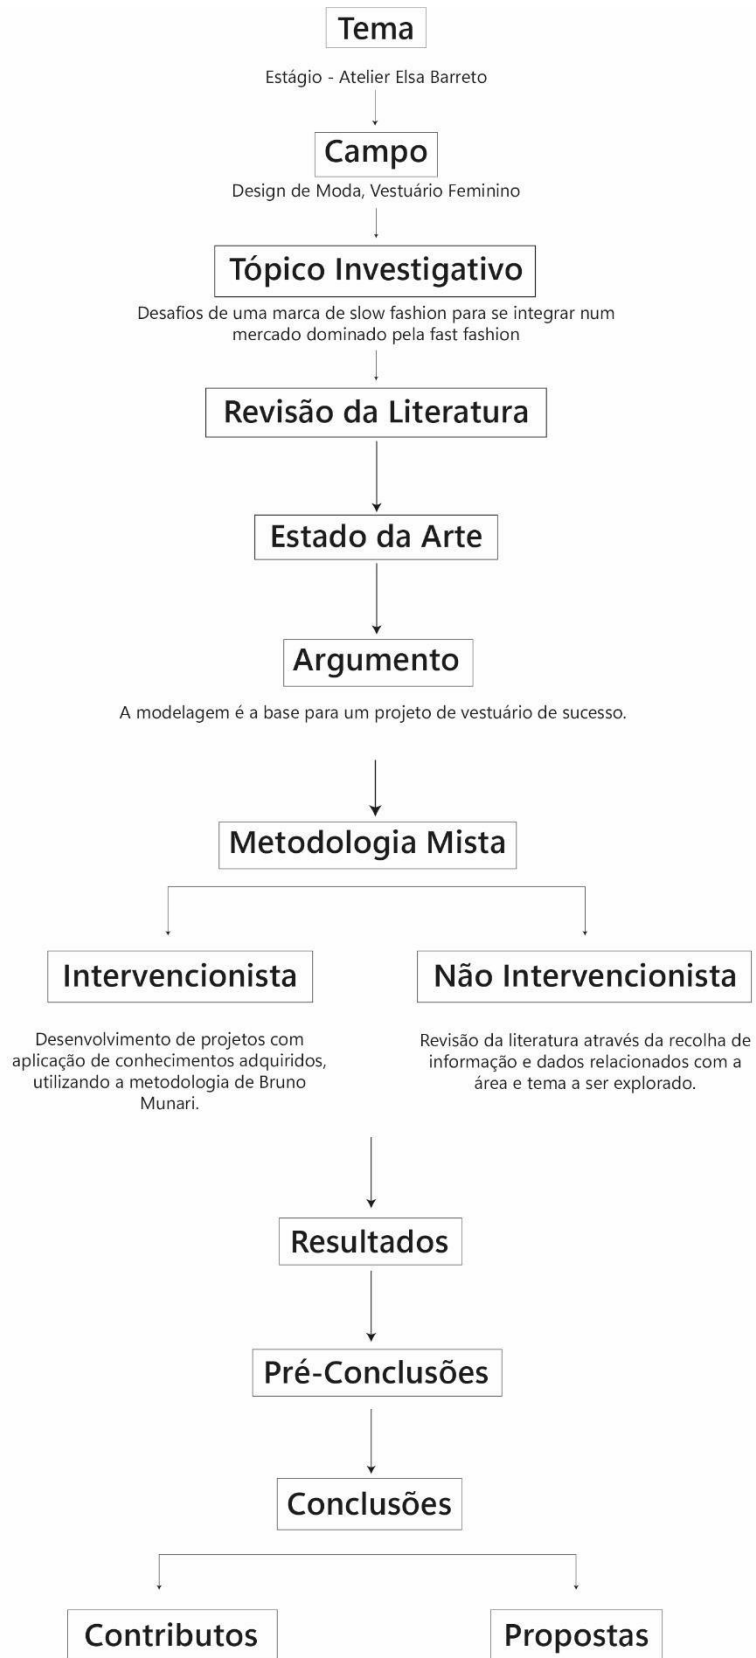 Tema
Estágio - Atelier Elsa Barreto
Campo
Design de Moda, Vestuário Feminino
Tópico Investigativo
Desafios de uma marca de slow fashion para se integrar num
mercado dominado pela fast fashion
Revisão da Literatura
Estado da Arte
Argumento
A modelagem é a base para um projeto de vestuário de sucesso.
Metodologia Mista
Intervencionista
Desenvolvimento de projetos com
aplicação de conhecimentos adquiridos,
utilizando a metodologia de Bruno
Munari.
Não Intervencionista
Revisão da literatura através da recolha de
informação e dados relacionados com a
área e tema a ser explorado.
Resultados
Pré-Conclusões
Conclusões
Contributos
Propostas